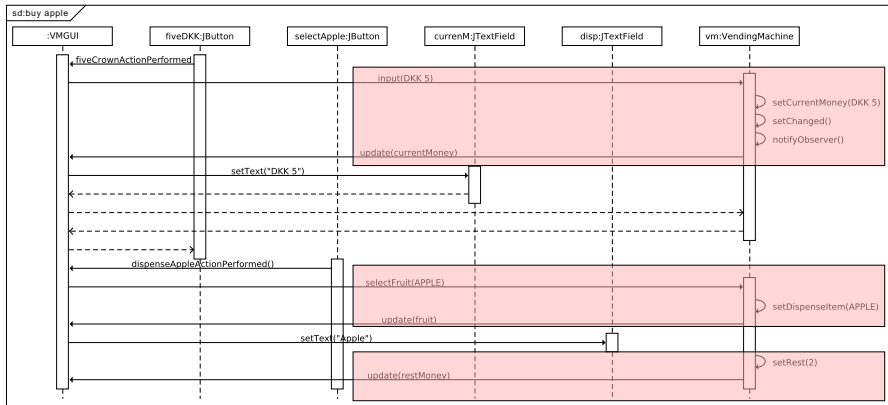 sd:buy apple
:VMGUI
fiveDKK:JButton
selectApple:JButton
currenM:JTextField
disp:JTextField
vm:VendingMachine
fiveCrownActionPerformed
input(DKK 5)
setCurrentMoney(DKK 5)
setChanged()
notifyObserver()
update(currentMoney)
setText("DKK 5")
dispenseAppleActionPerformed()
selectFruit(APPLE)
setDispenseItem(APPLE)
update(fruit)
setText("Apple")
setRest(2)
update(restMoney)